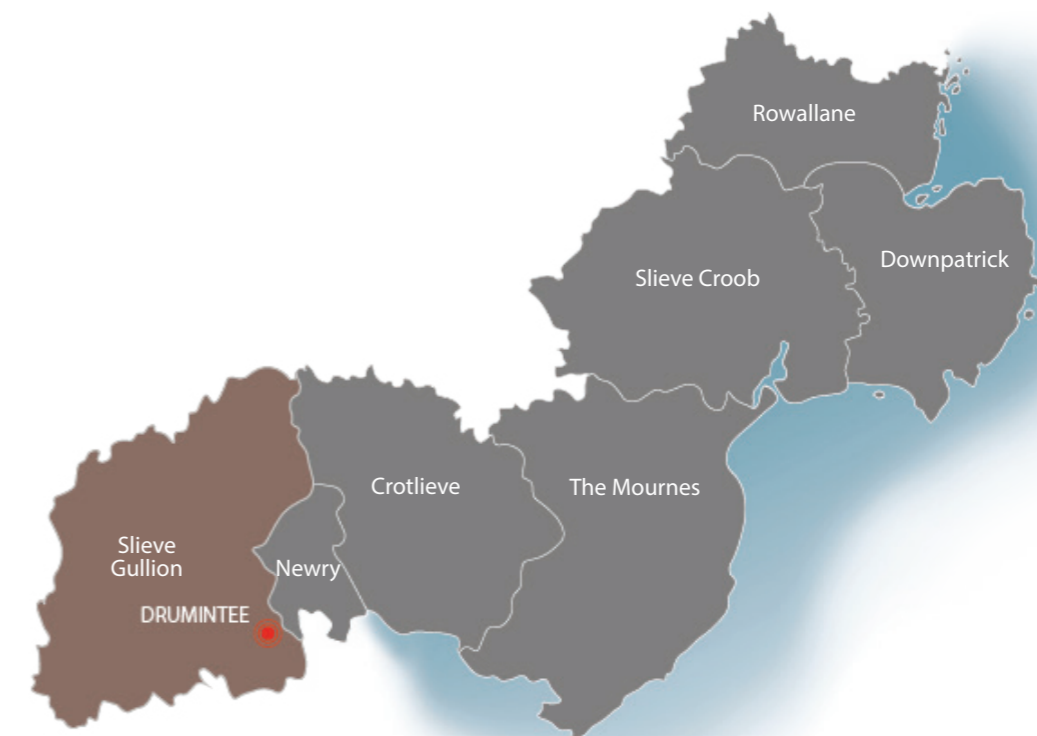 Rowallane
Downpatrick
Slieve Croob
Crotlieve
The Mournes
Slieve
Gullion
Newry
DRUMINTEE